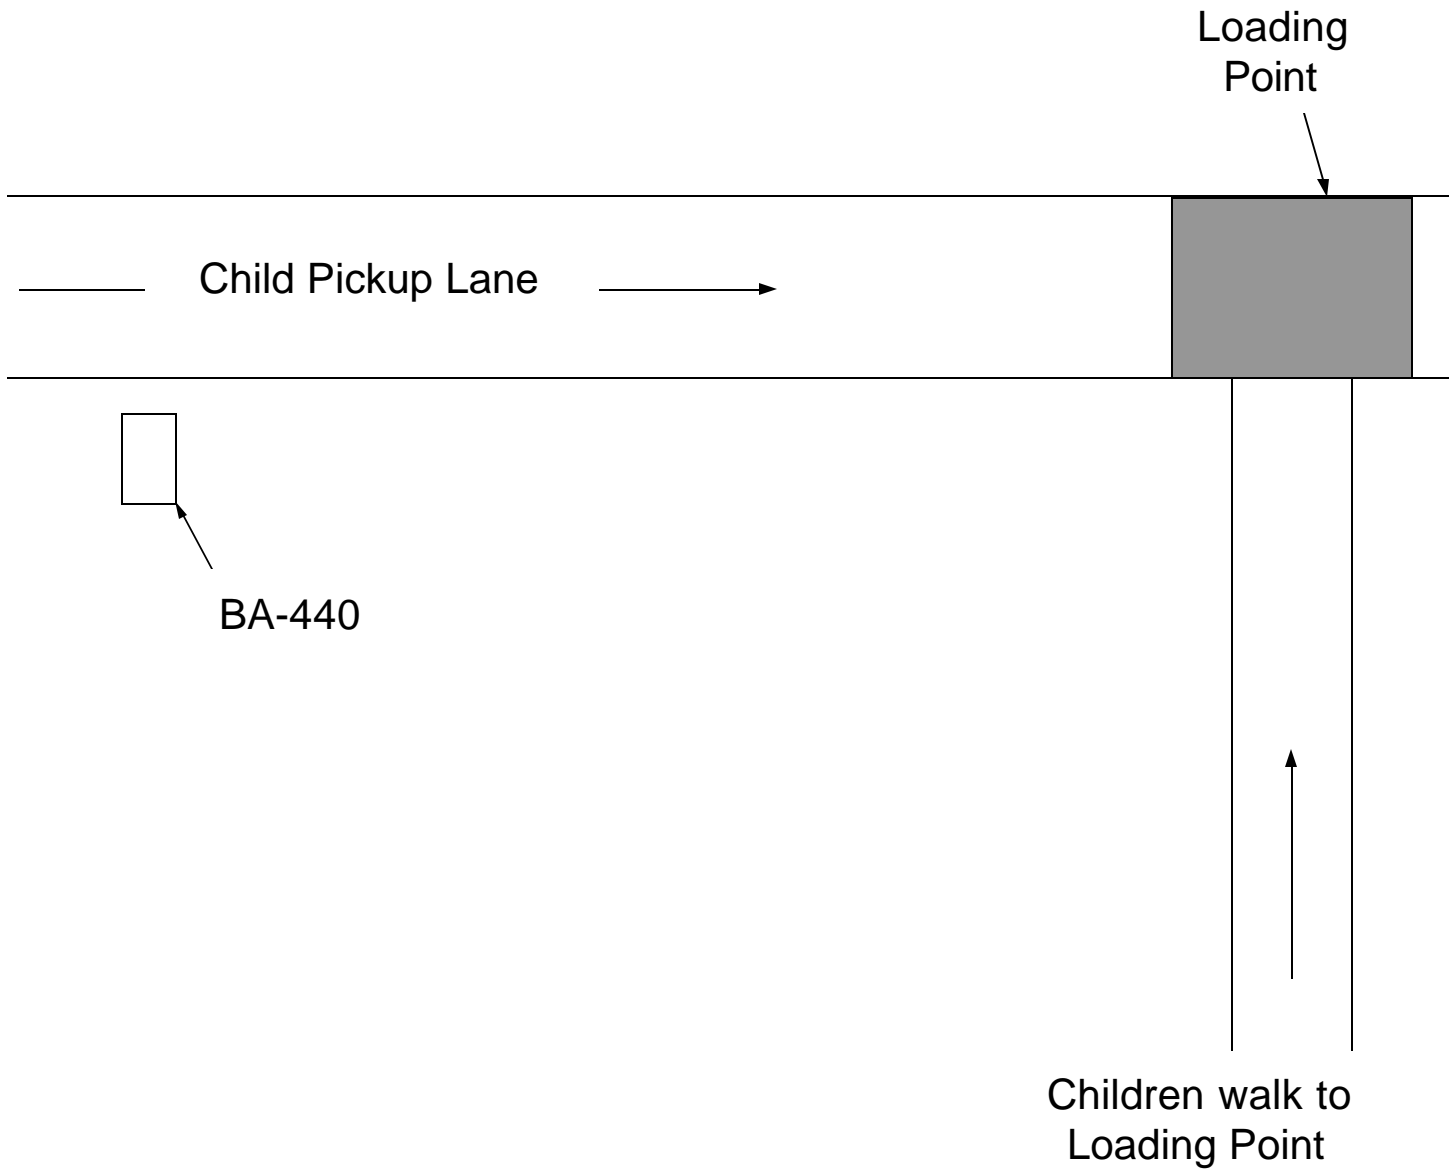 Loading
Point
Child Pickup Lane
BA-440
Children walk to
Loading Point